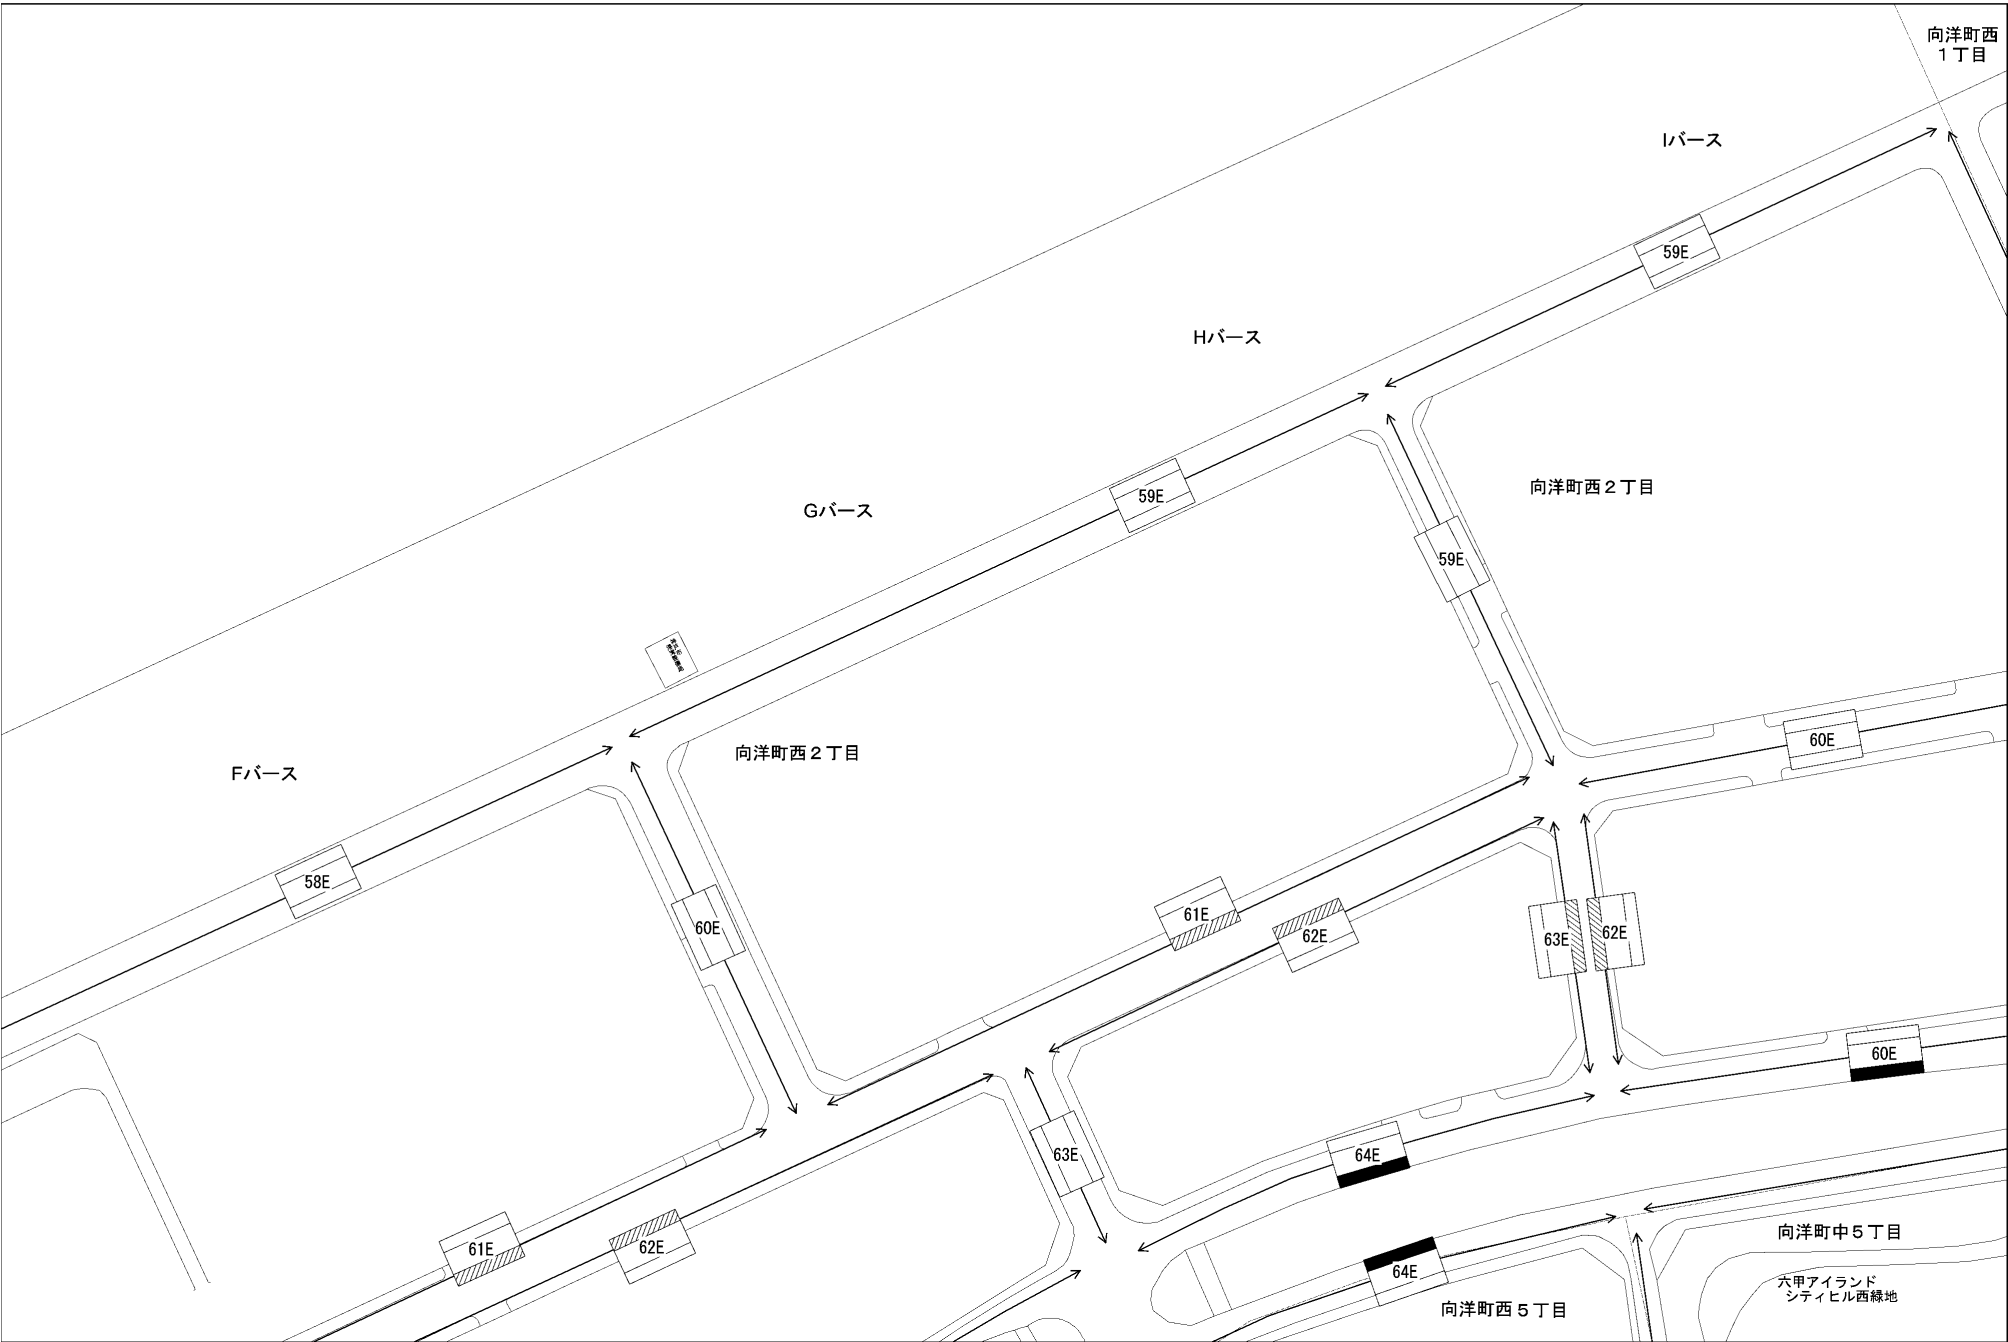 向洋町西
1丁目
Iバース
59E
Hバース
59E
向洋町西２丁目
Gバース
59E
60E
向洋町西２丁目
Fバース
58E
60E
61E
62E
63E
62E
60E
63E
64E
61E
62E
64E
向洋町中５丁目
六甲アイランド
シティヒル西緑地
向洋町西５丁目